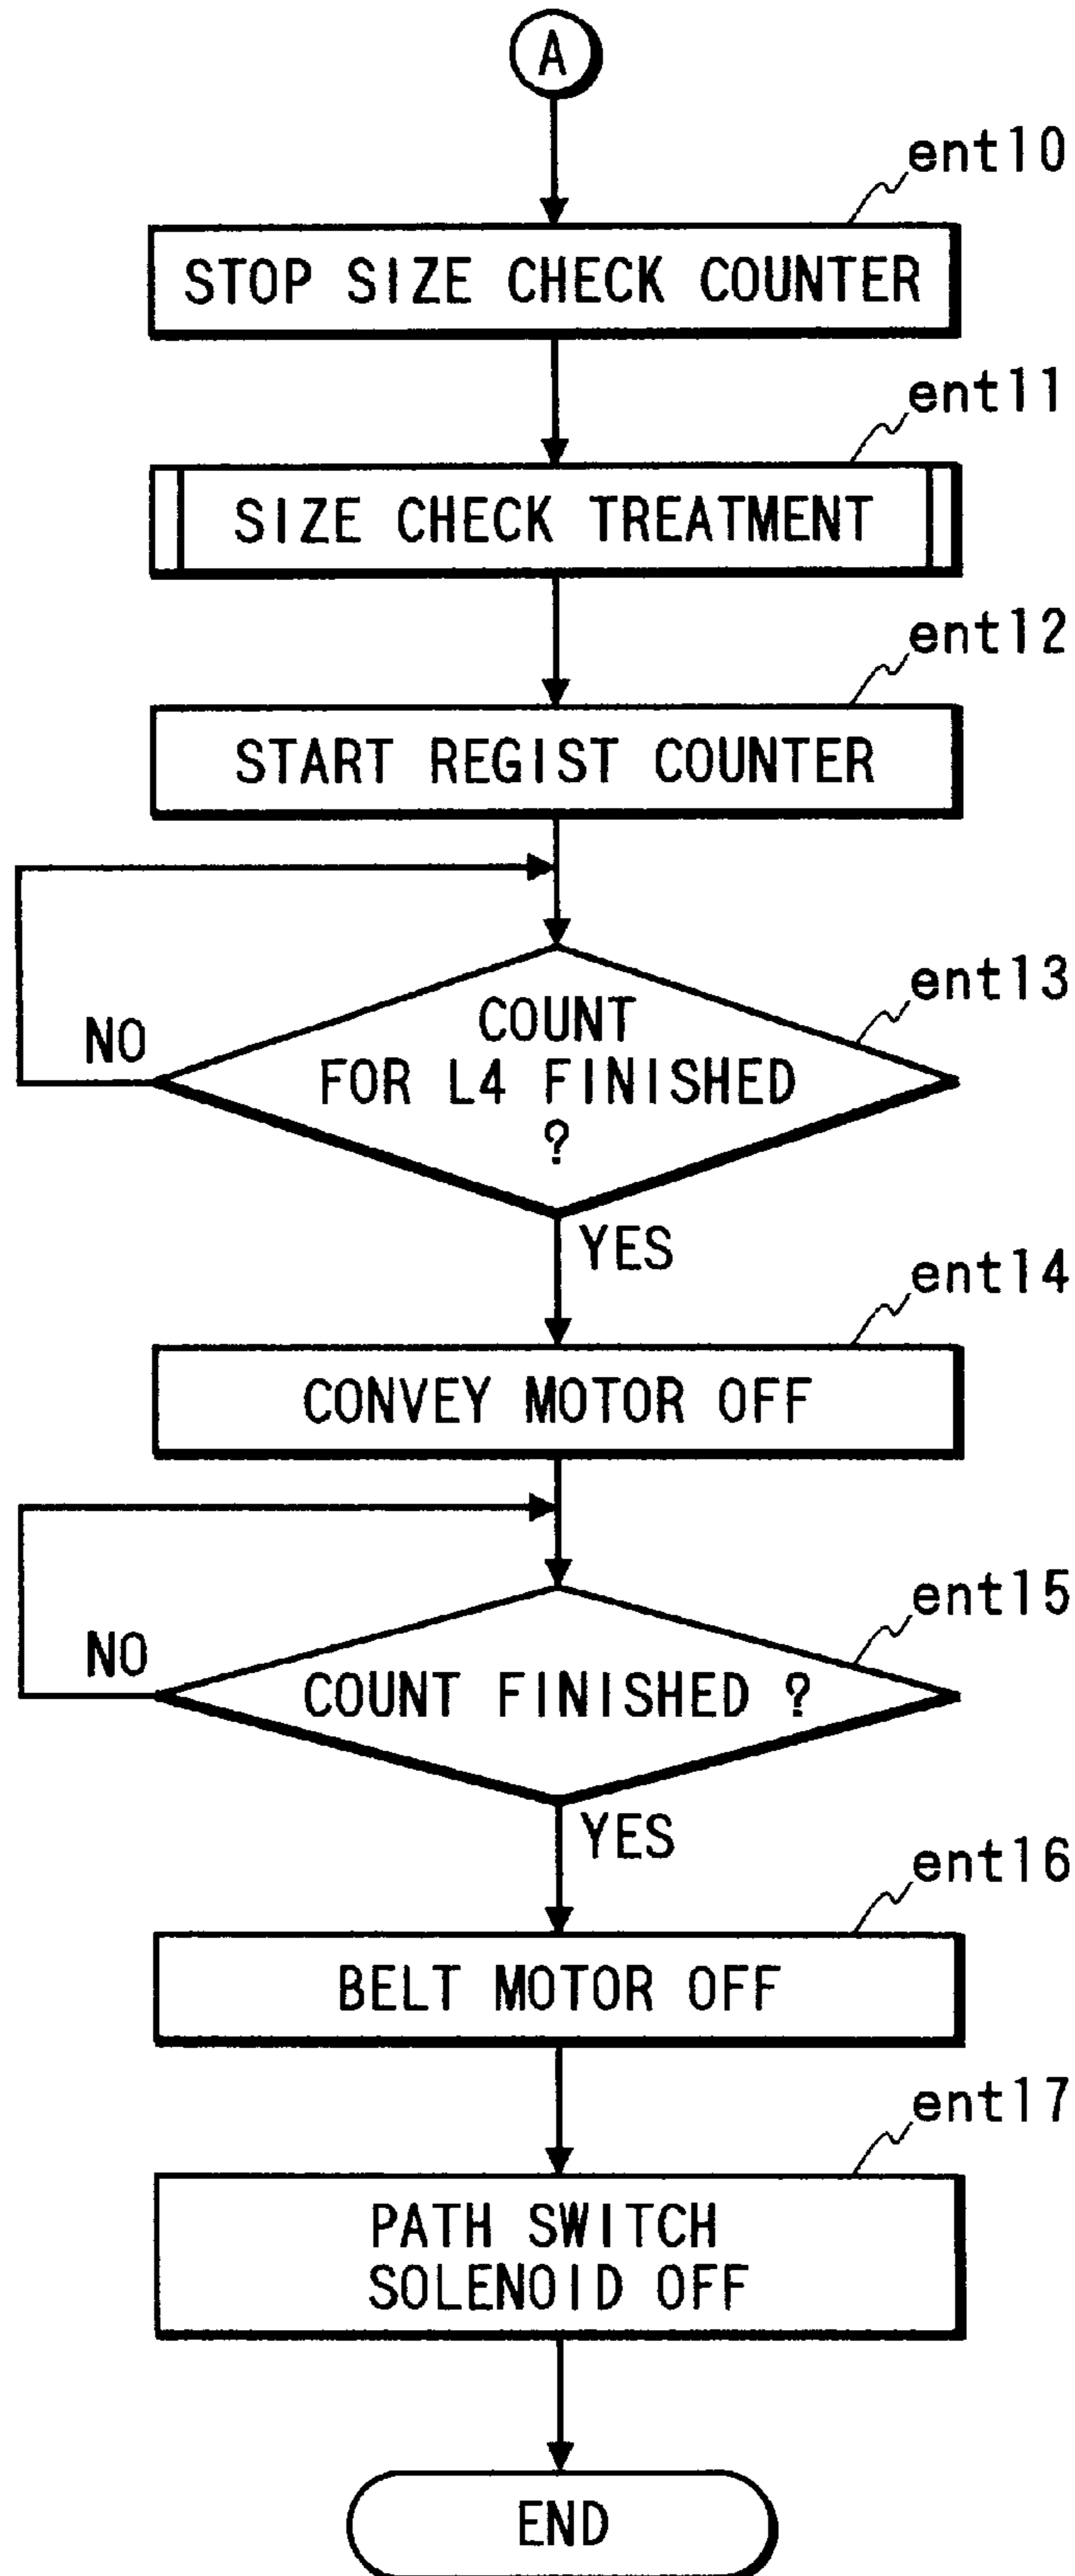 A
ent10
STOP SIZE CHECK COUNTER
ent11
SIZE CHECK TREATMENT
ent12
START REGIST COUNTER
ent13
COUNT
FOR L4 FINISHED
?
NO
YES
ent14
CONVEY MOTOR OFF
ent15
COUNT FINISHED ?
NO
YES
ent16
BELT MOTOR OFF
ent17
PATH SWITCH
SOLENOID OFF
END